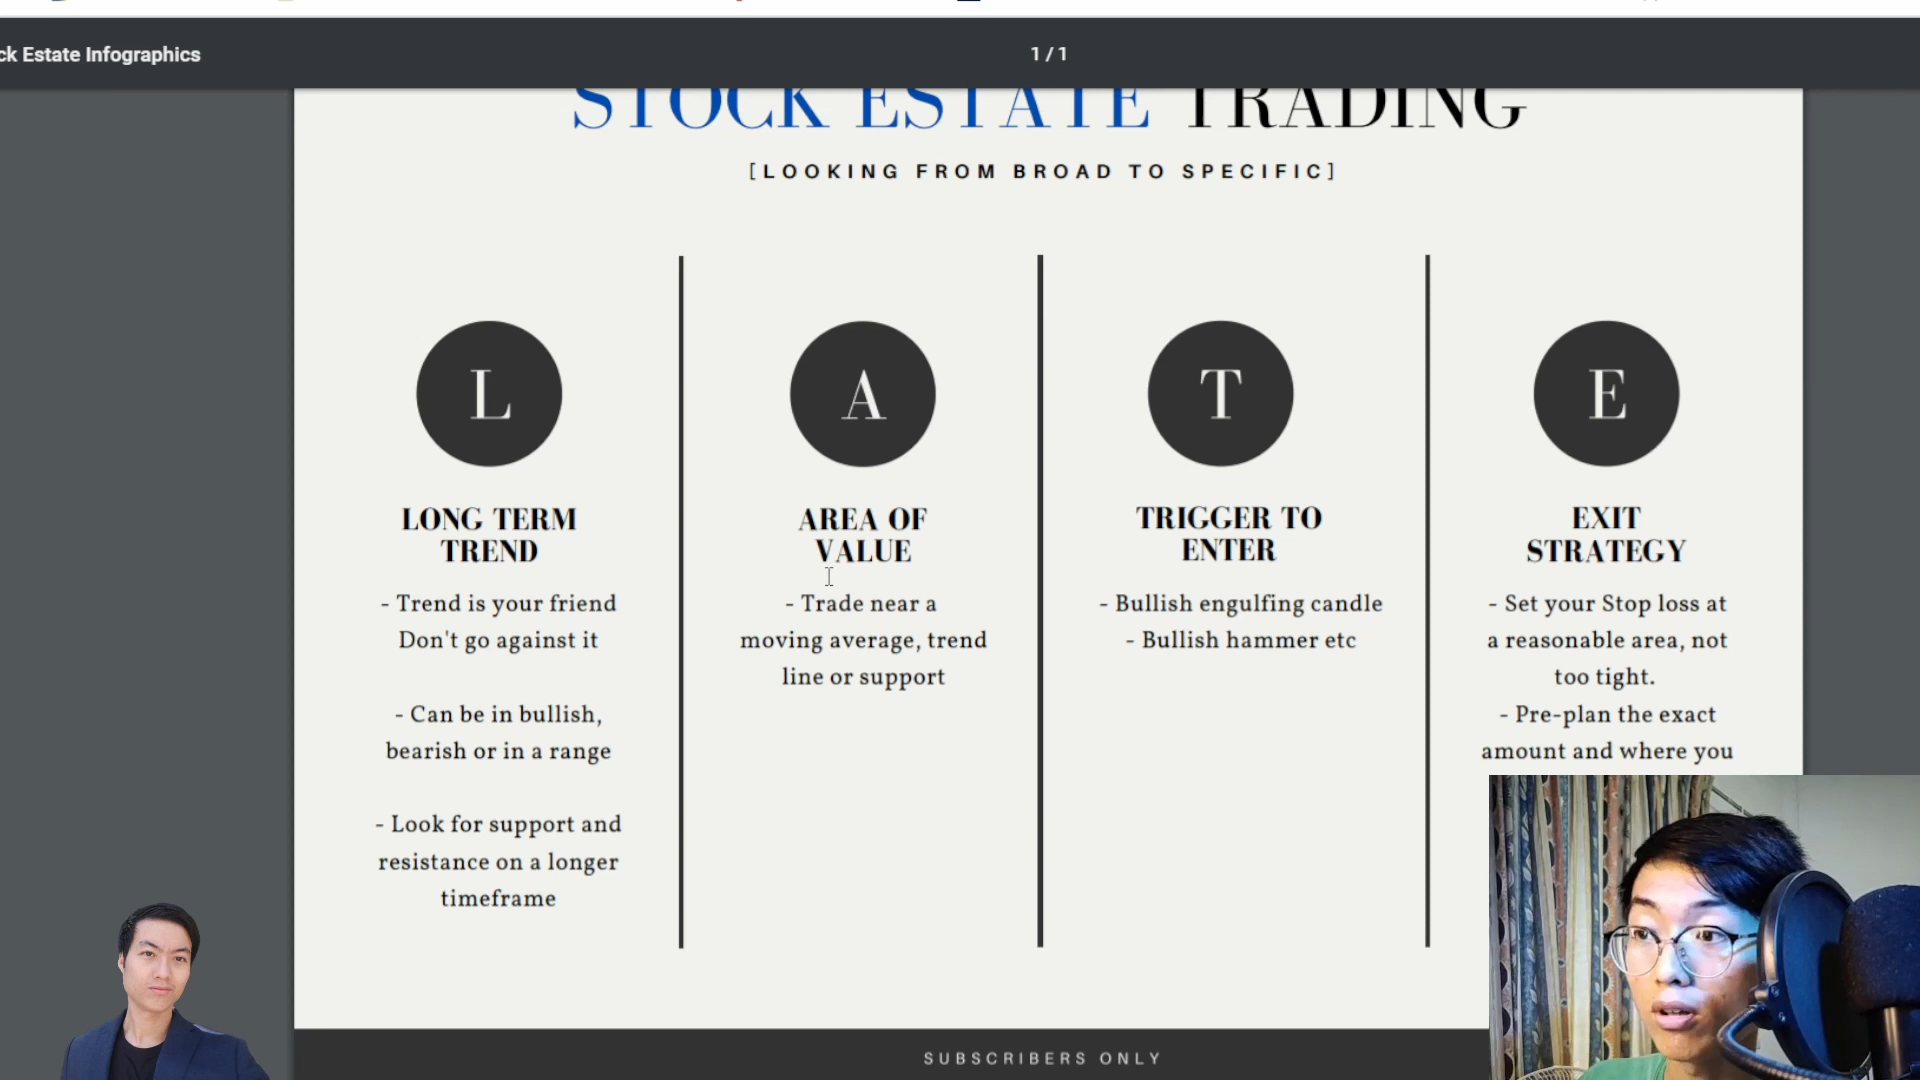 ck Estate Infographics
1 / 1
STOCK ESTATE TRADING
[LOOKING FROM BROAD TO SPECIFIC]
L
LONG TERM
TREND
- Trend is your friend
Don't go against it
- Can be in bullish,
bearish or in a range
- Look for support and
resistance on a longer
timeframe
A
AREA OF
VALUE
- Trade near a
moving average, trend
line or support
T
TRIGGER TO
ENTER
- Bullish engulfing candle
- Bullish hammer etc
E
EXIT
STRATEGY
- Set your Stop loss at
a reasonable area, not
too tight.
- Pre-plan the exact
amount and where you
SUBSCRIBERS ONLY